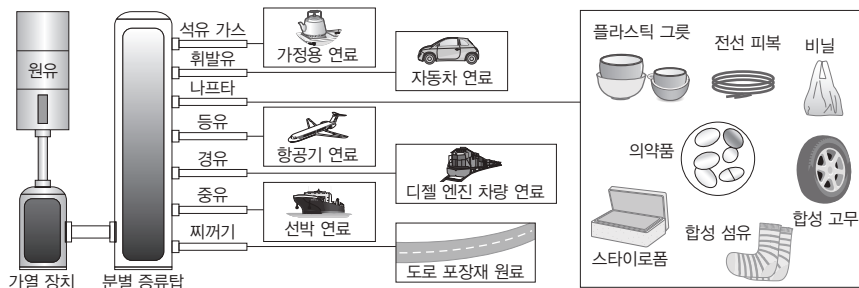 원유
가열 장치
분별 증류탑
석유 가스
휘발유
나프타
등유
경유
중유
찌꺼기
가정용 연료
자동차 연료
항공기 연료
디젤 엔진 차량 연료
선박 연료
도로 포장재 원료
플라스틱 그릇
전선 피복
비닐
의약품
합성 고무
스타이로폼
합성 섬유